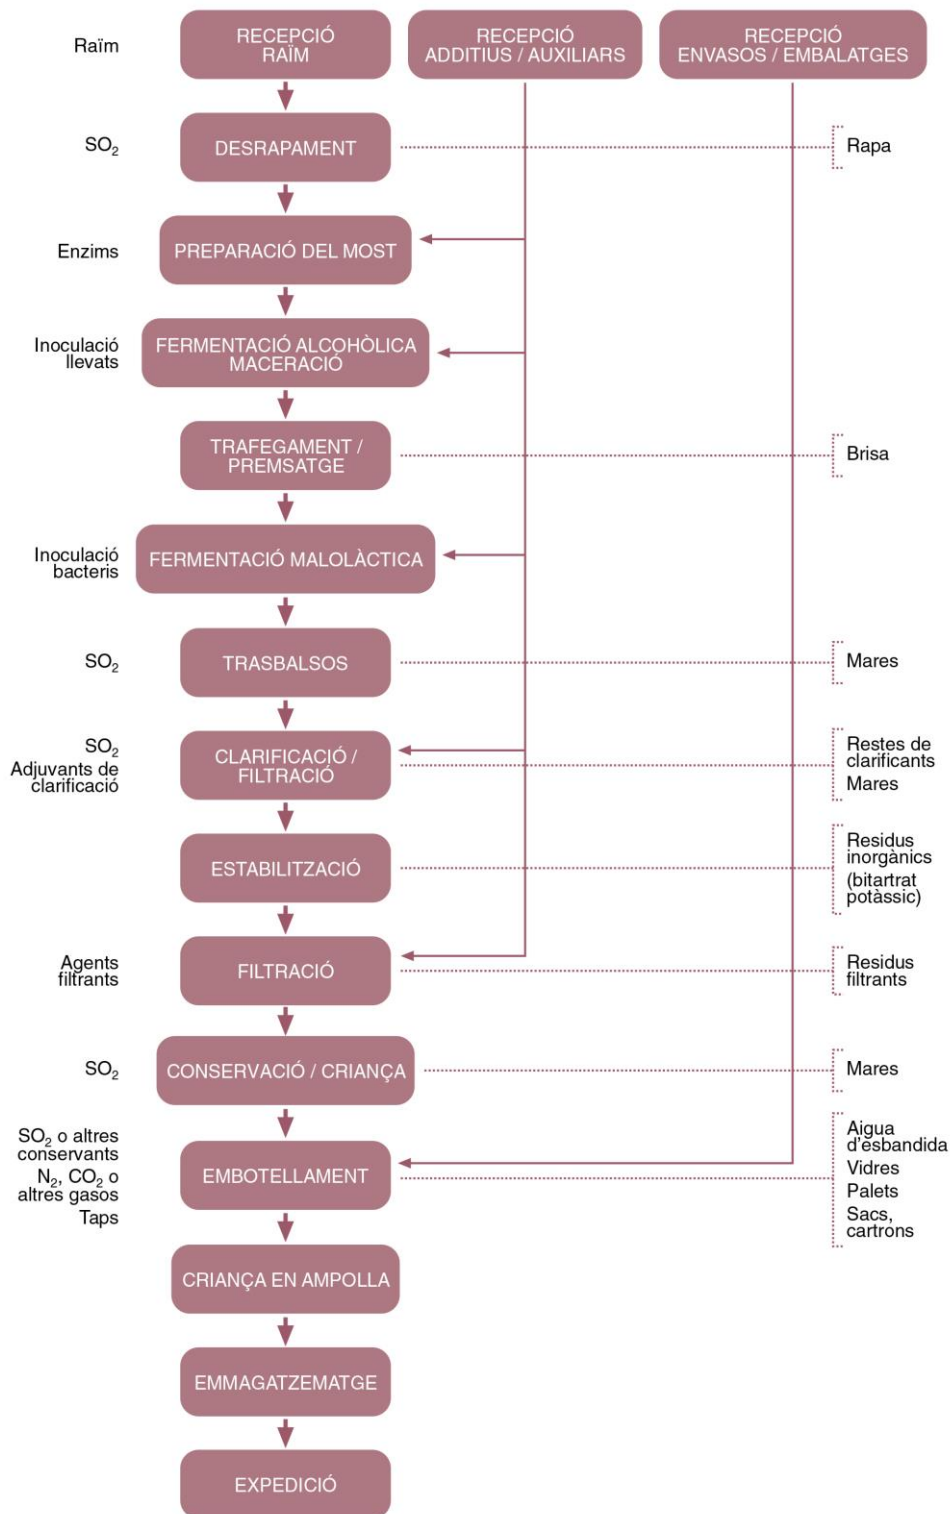 Raïm
RECEPCIÓ
RAÏM
RECEPCIÓ
ADDITIUS / AUXILIARS
RECEPCIÓ
ENVASOS / EMBALATGES
SO₂
DESRAPAMENT
Rapa
Enzims
PREPARACIÓ DEL MOST
Inoculació
llevats
FERMENTACIÓ ALCOHÒLICA
MACERACIÓ
TRAFEGAMENT /
PREMSATGE
Brisa
Inoculació
bacteris
FERMENTACIÓ MALOLÀCTICA
SO₂
TRASBALSOS
Mares
SO₂
Adjuvants de
clarificació
CLARIFICACIÓ /
FILTRACIÓ
Restes de
clarificants
Mares
ESTABILITZACIÓ
Residus
inorgànics
(bitartrat
potàssic)
Agents
filtrants
FILTRACIÓ
Residus
filtrants
SO₂
CONSERVACIÓ / CRIANÇA
Mares
SO₂ o altres
conservants
N₂, CO₂ o
altres gasos
Taps
EMBOTELLAMENT
Aigua
d'esbandida
Vidres
Palets
Sacs,
cartrons
CRIANÇA EN AMPOLLA
EMMAGATZEMATGE
EXPEDICIÓ